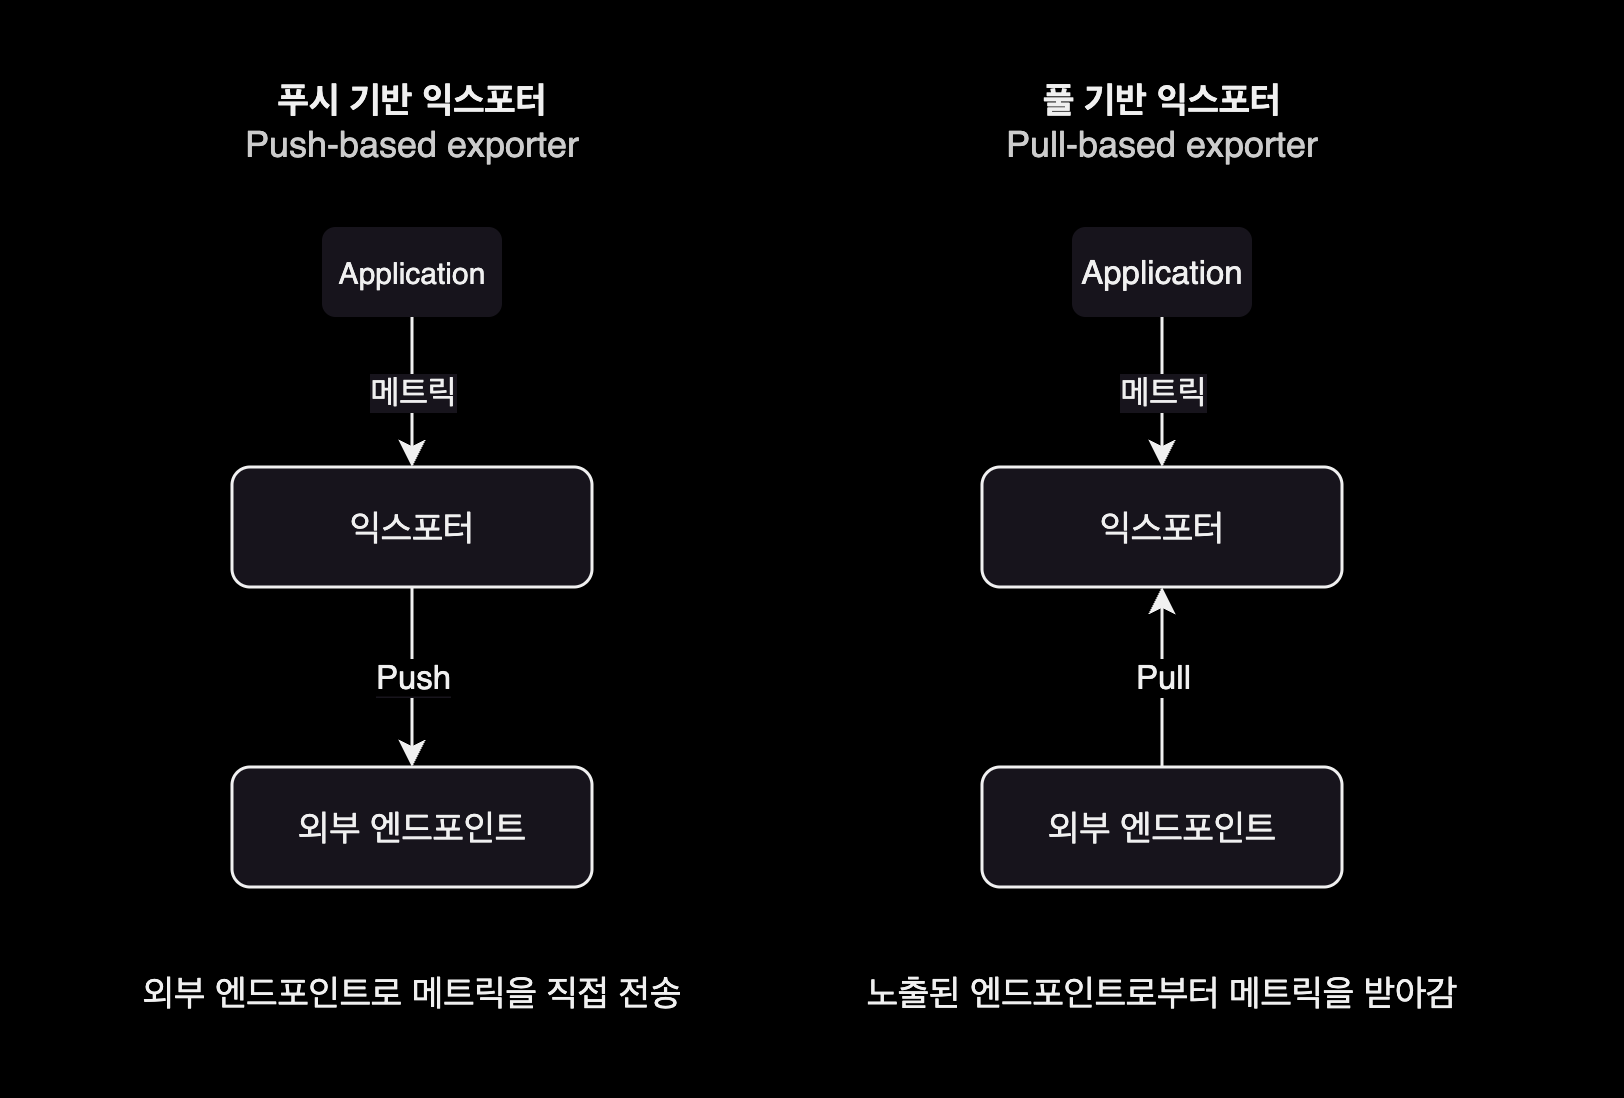 푸시 기반 익스포터
Push-based exporter
Application
메트릭
익스포터
Push
외부 엔드포인트
외부 엔드포인트로 메트릭을 직접 전송
풀 기반 익스포터
Pull-based exporter
Application
메트릭
익스포터
Pull
외부 엔드포인트
노출된 엔드포인트로부터 메트릭을 받아감